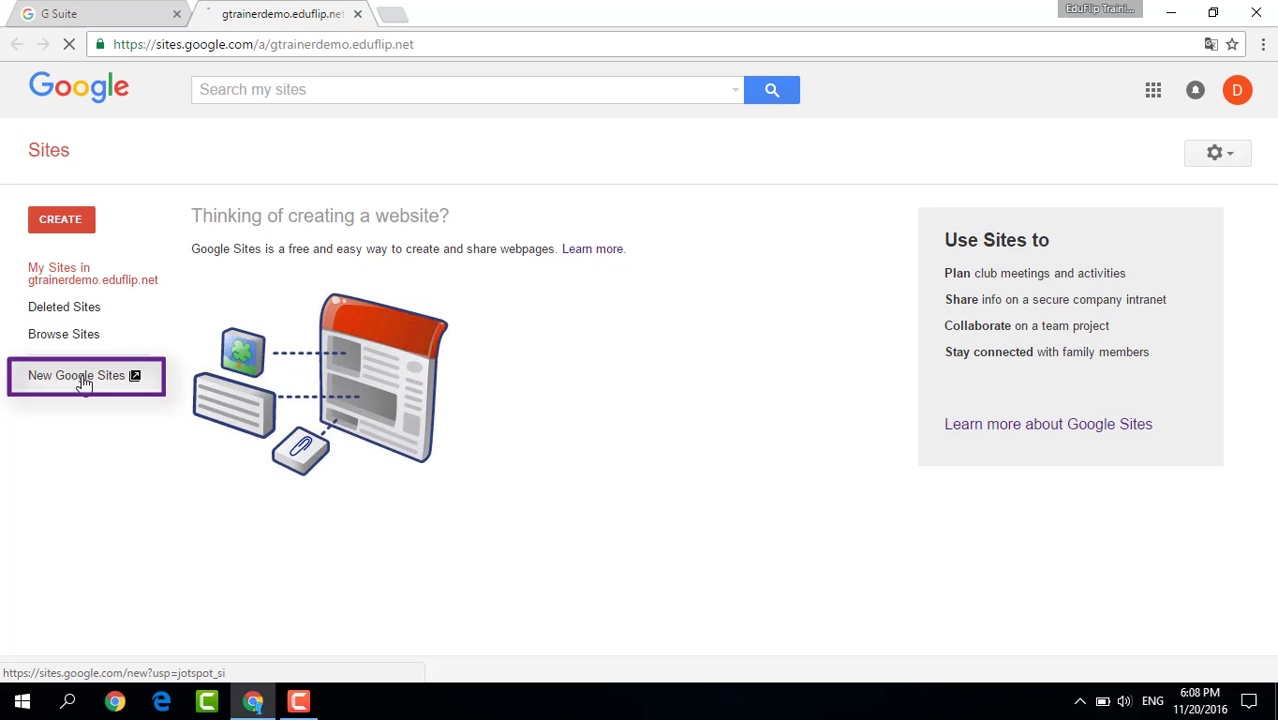 G Suite
gtrainerdemo.eduflip.net
EduFlip Traini...
https://sites.google.com/a/gtrainerdemo.eduflip.net
Google
Search my sites
D
Sites
CREATE
My Sites in
gtrainerdemo.eduflip.net
Deleted Sites
Browse Sites
New Google Sites
Thinking of creating a website?
Google Sites is a free and easy way to create and share webpages. Learn more.
Use Sites to
Plan club meetings and activities
Share info on a secure company intranet
Collaborate on a team project
Stay connected with family members
Learn more about Google Sites
https://sites.google.com/new?usp=jotspot_si
ENG
6:08 PM
11/20/2016